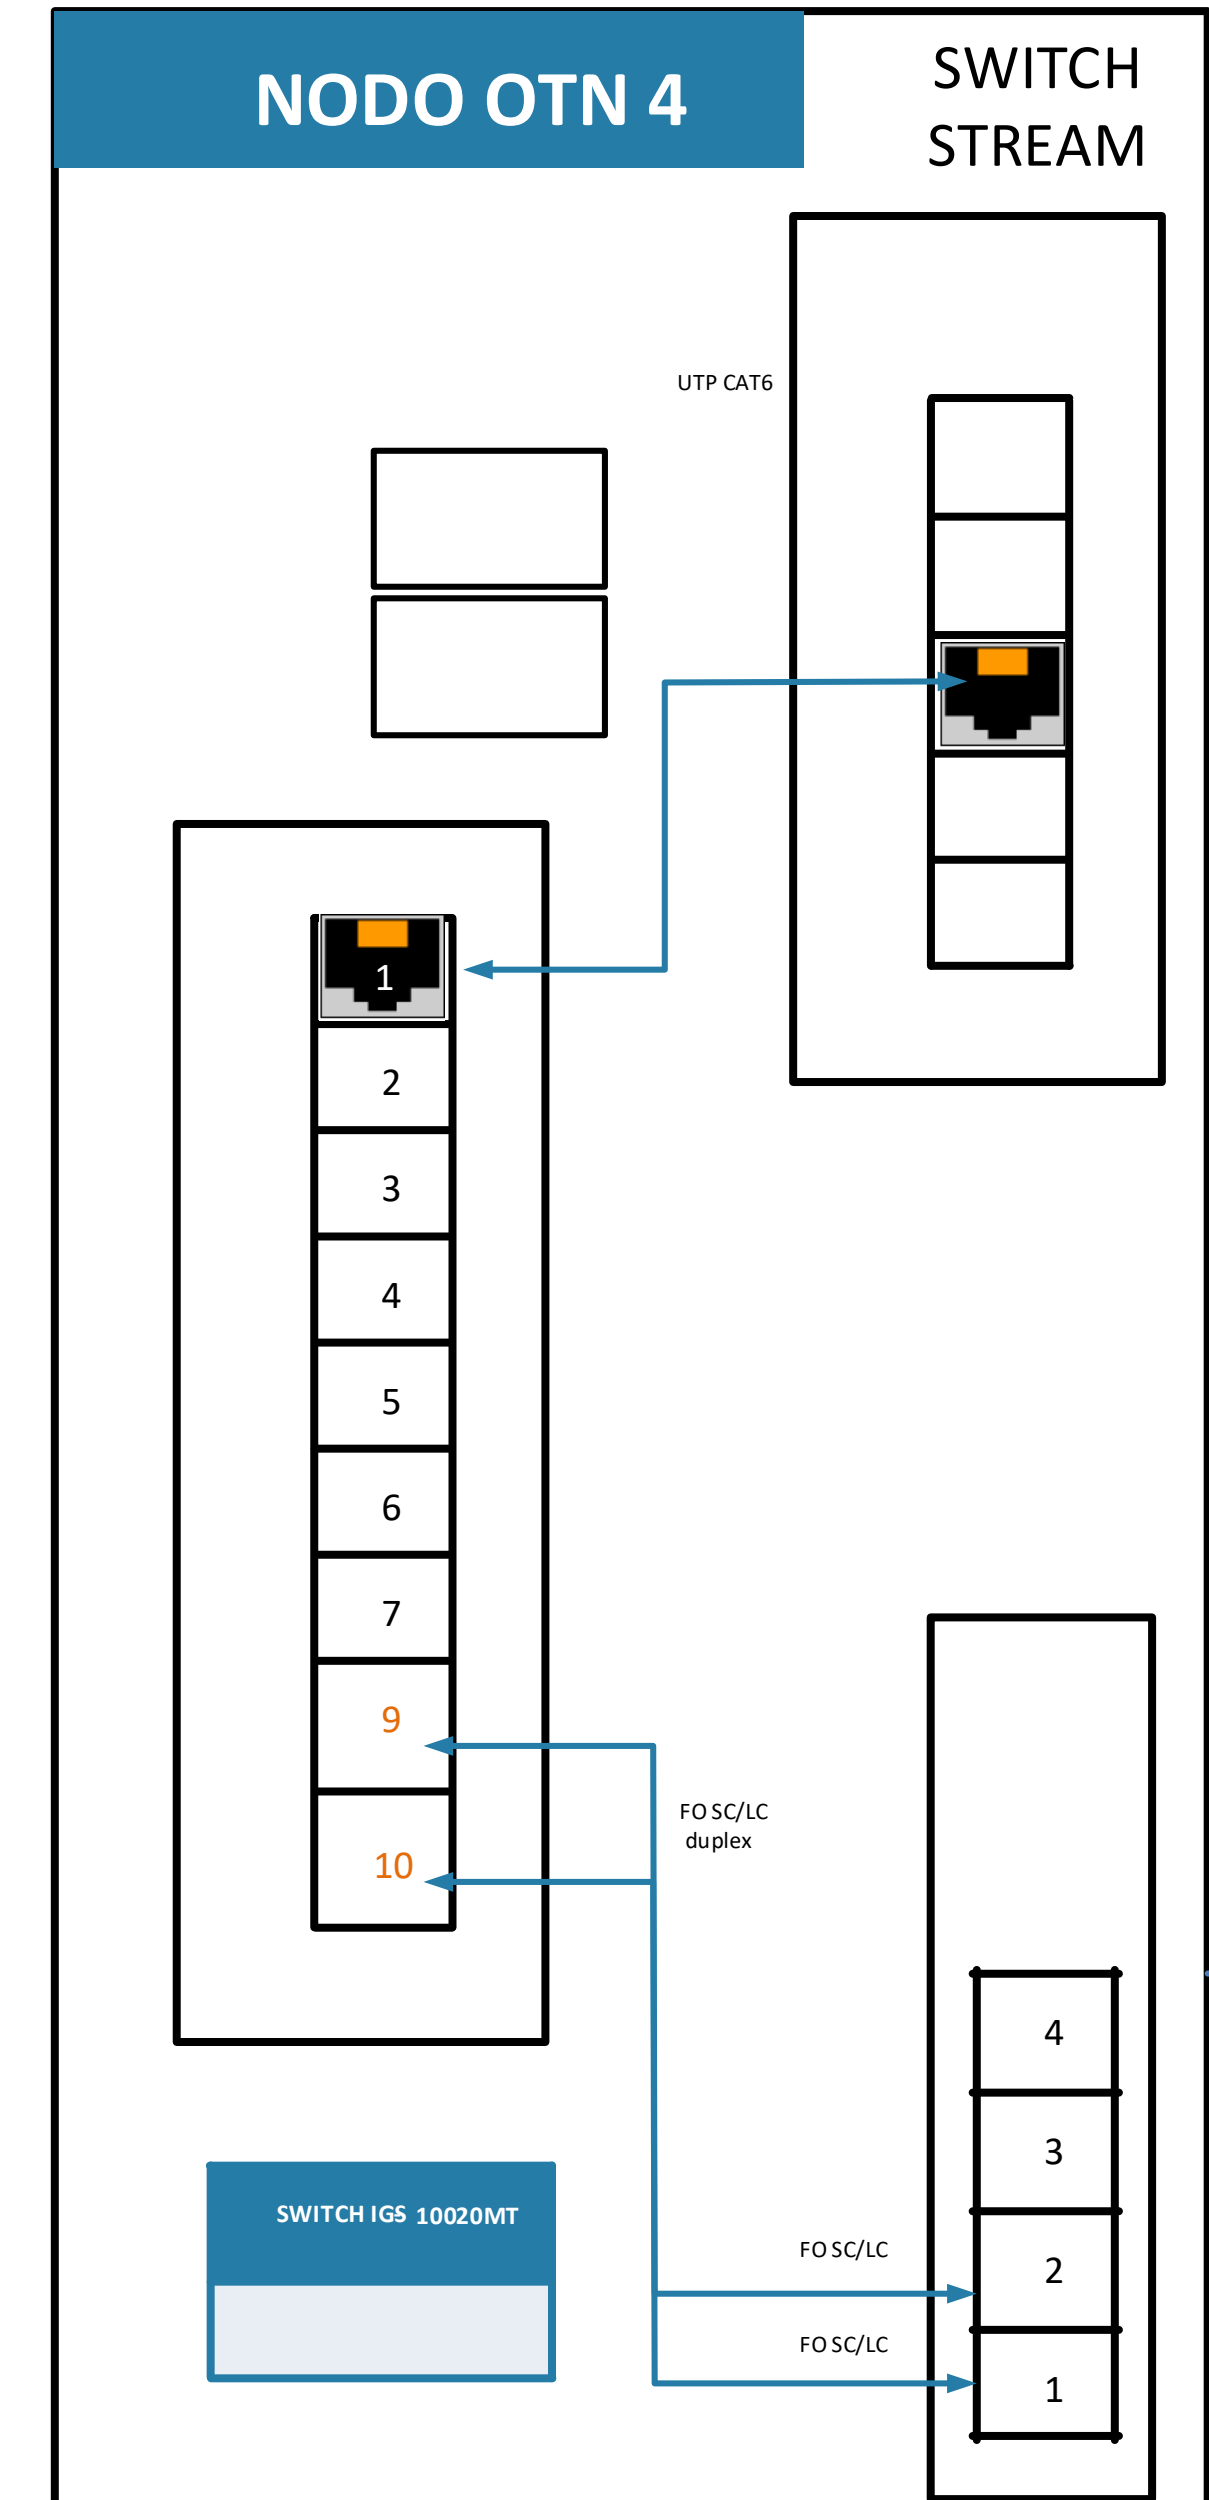 NODO OTN 4
SWITCH
STREAM
UTP CAT6
1
2
3
4
5
6
7
9
10
FO SC/LC
duplex
4
3
2
1
SWITCH IGS 10020MT
FO SC/LC
FO SC/LC